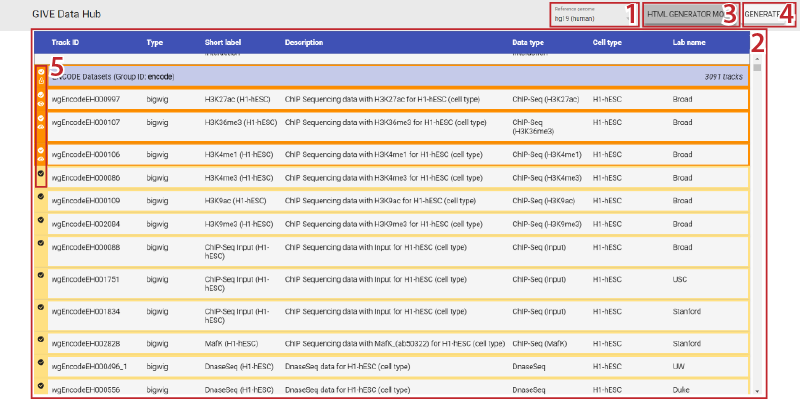 GIVE Data Hub
Reference genome
hg19 (human)
1
HTML GENERATOR MO
3
GENERATE
4
2
Track ID Type Short label Description Data type Cell type Lab name
5
ENCODE Datasets (Group ID: encode) 3091 tracks
wgEncodeEH000997 bigwig H3K27ac (H1-hESC) ChIP Sequencing data with H3K27ac for H1-hESC (cell type) ChIP-Seq (H3K27ac) H1-hESC Broad
wgEncodeEH000107 bigwig H3K36me3 (H1-hESC) ChIP Sequencing data with H3K36me3 for H1-hESC (cell type) ChIP-Seq H1-hESC Broad
(H3K36me3)
wgEncodeEH000106 bigwig H3K4me1 (H1-hESC) ChIP Sequencing data with H3K4me1 for H1-hESC (cell type) ChIP-Seq (H3K4me1) H1-hESC Broad
wgEncodeEH000086 bigwig H3K4me3 (H1-hESC) ChIP Sequencing data with H3K4me3 for H1-hESC (cell type) ChIP-Seq (H3K4me3) H1-hESC Broad
wgEncodeEH000109 bigwig H3K9ac (H1-hESC) ChIP Sequencing data with H3K9ac for H1-hESC (cell type) ChIP-Seq (H3K9ac) H1-hESC Broad
wgEncodeEH002084 bigwig H3K9me3 (H1-hESC) ChIP Sequencing data with H3K9me3 for H1-hESC (cell type) ChIP-Seq (H3K9me3) H1-hESC Broad
wgEncodeEH000088 bigwig ChIP-Seq Input (H1- ChIP Sequencing data with Input for H1-hESC (cell type) ChIP-Seq (Input) H1-hESC Broad
hESC)
wgEncodeEH001751 bigwig ChIP-Seq Input (H1- ChIP Sequencing data with Input for H1-hESC (cell type) ChIP-Seq (Input) H1-hESC USC
hESC)
wgEncodeEH001834 bigwig ChIP-Seq Input (H1- ChIP Sequencing data with Input for H1-hESC (cell type) ChIP-Seq (Input) H1-hESC Stanford
hESC)
wgEncodeEH002828 bigwig MafK (H1-hESC) ChIP Sequencing data with MafK_(ab50322) for H1-hESC (cell type) ChIP-Seq (MafK) H1-hESC Stanford
wgEncodeEH000496_1 bigwig DnaseSeq (H1-hESC) DnaseSeq data for H1-hESC (cell type) DnaseSeq H1-hESC UW
wgEncodeEH000556 bigwig DnaseSeq (H1-hESC) DnaseSeq data for H1-hESC (cell type) DnaseSeq H1-hESC Duke